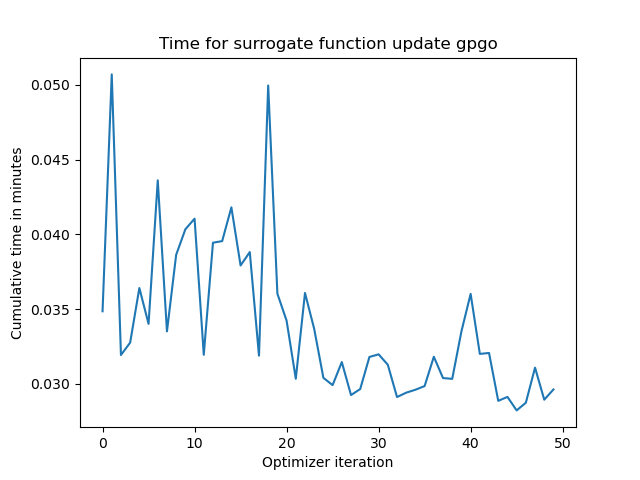 Time for surrogate function update gpgo
0.050
0.045
0.040
0.035
0.030
Cumulative time in minutes
0 10 20 30 40 50
Optimizer iteration